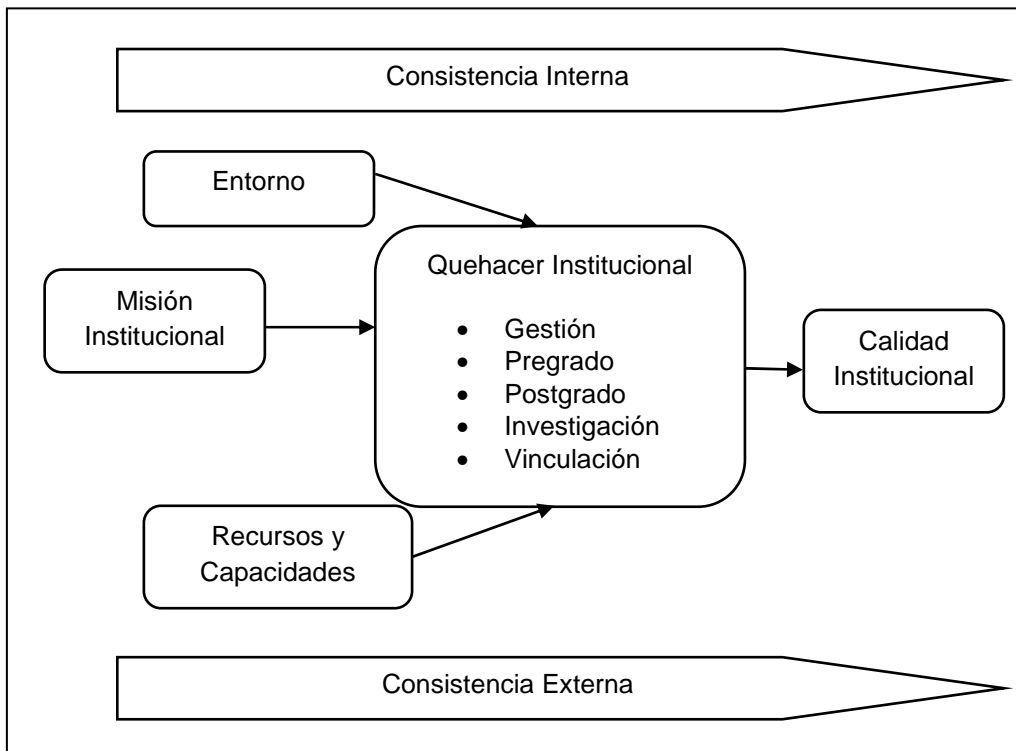 Consistencia Interna
Entorno
Misión
Institucional
Quehacer Institucional
• Gestión
• Pregrado
• Postgrado
• Investigación
• Vinculación
Calidad
Institucional
Recursos y
Capacidades
Consistencia Externa